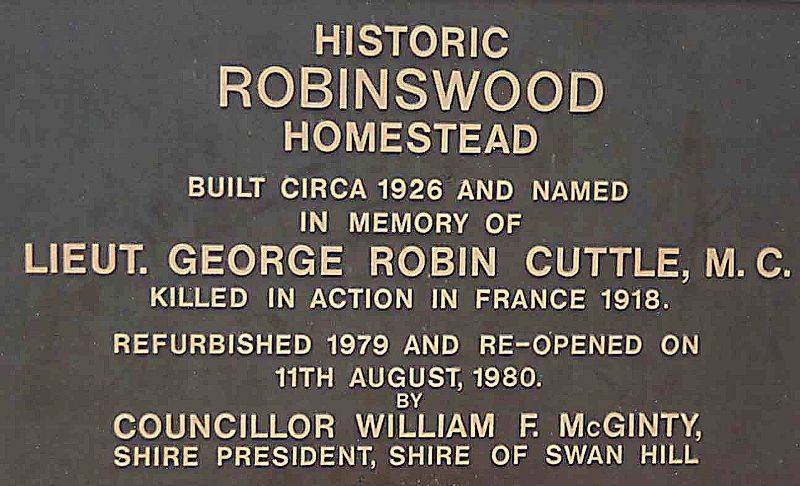 HISTORIC
ROBINSWOOD
HOMESTEAD
BUILT CIRCA 1926 AND NAMED
IN MEMORY OF
LIEUT. GEORGE ROBIN CUTTLE, M. C.
KILLED IN ACTION IN FRANCE 1918.
REFURBISHED 1979 AND RE-OPENED ON
11TH AUGUST, 1980.
BY
COUNCILLOR WILLIAM F. McGINTY,
SHIRE PRESIDENT, SHIRE OF SWAN HILL